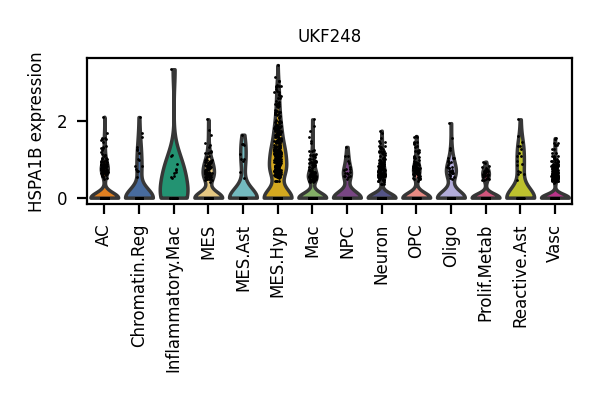 UKF248
HSPA1B expression
2
0
AC
Chromatin.Reg
Inflammatory.Mac
MES
MES.Ast
MES.Hyp
Mac
NPC
Neuron
OPC
Oligo
Prolif.Metab
Reactive.Ast
Vasc